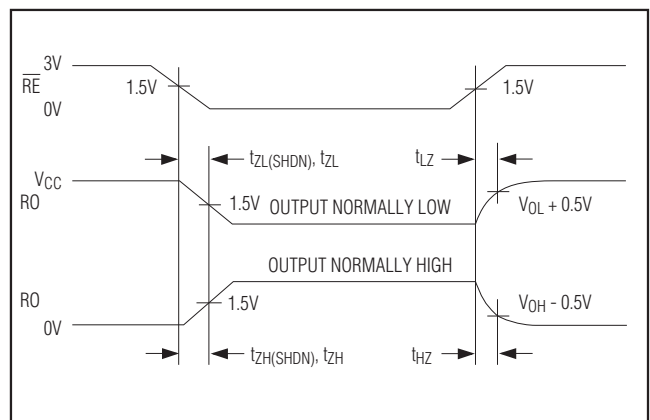 3V
RE
1.5V
1.5V
0V
tZL(SHDN), tZL
tLZ
VCC
RO
1.5V
OUTPUT NORMALLY LOW
VOL + 0.5V
OUTPUT NORMALLY HIGH
RO
1.5V
VOH - 0.5V
0V
tZH(SHDN), tZH
tHZ